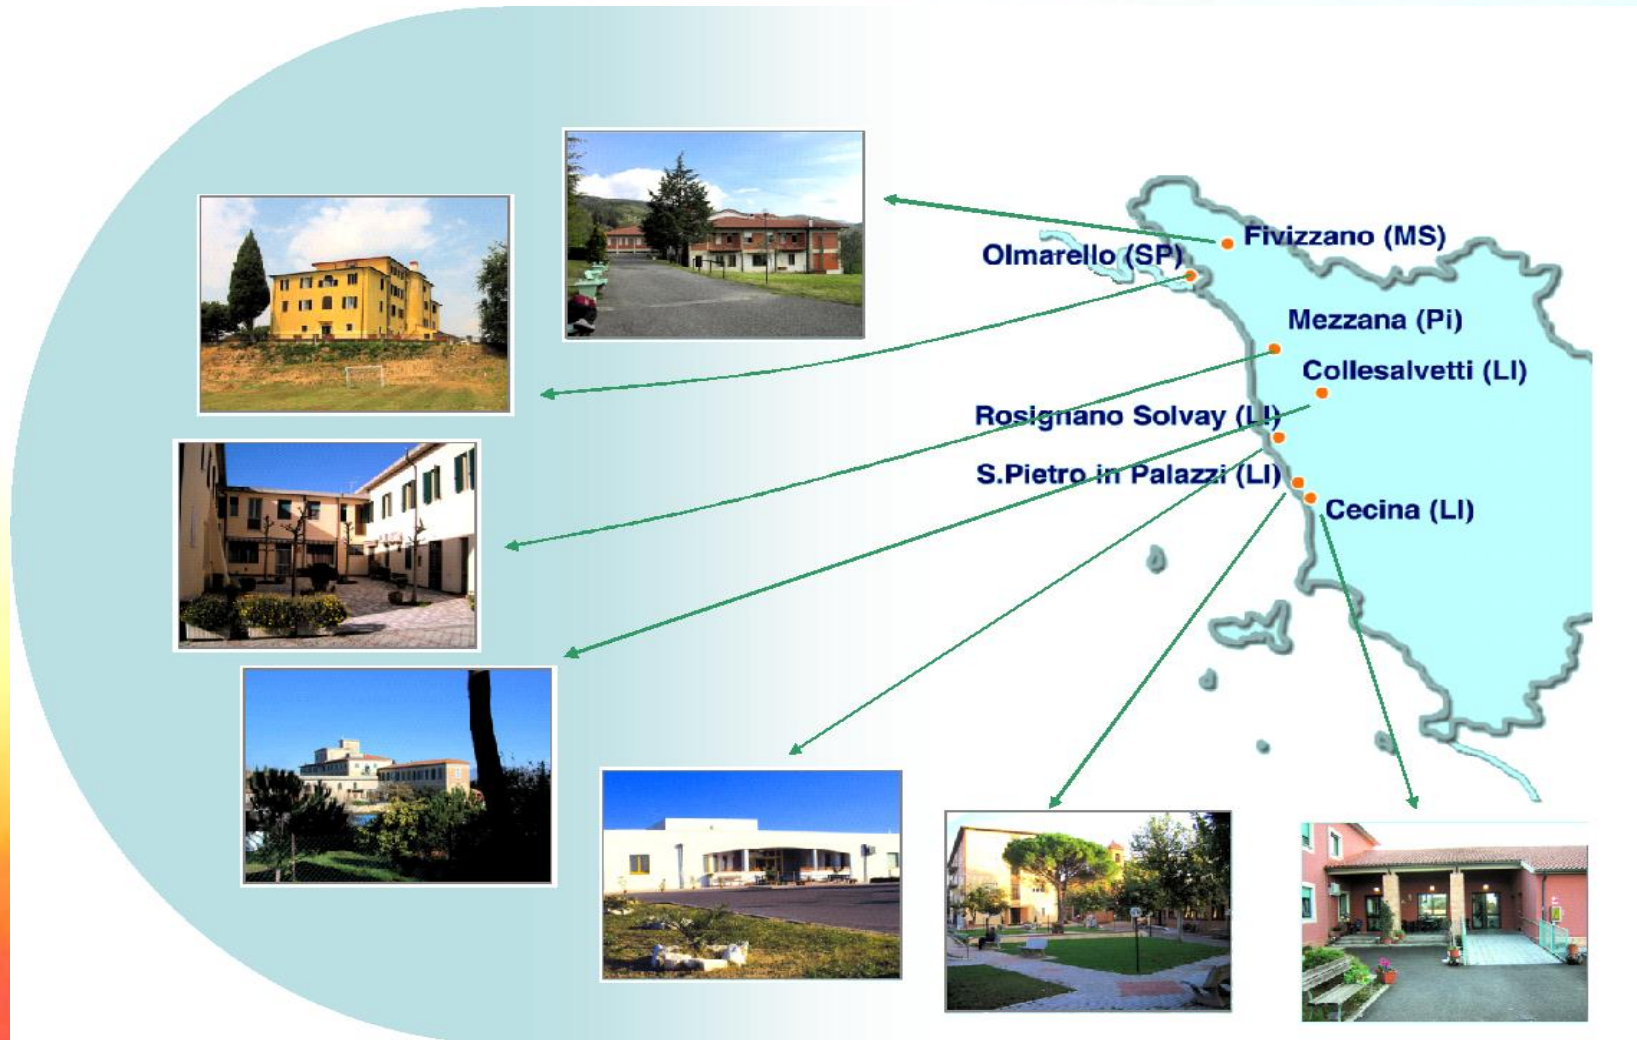 Fivizzano (MS)
Olmarello (SP)
Mezzana (Pi)
Collesalvetti (LI)
Rosignano Solvay (LI)
S.Pietro in Palazzi (LI)
Cecina (LI)